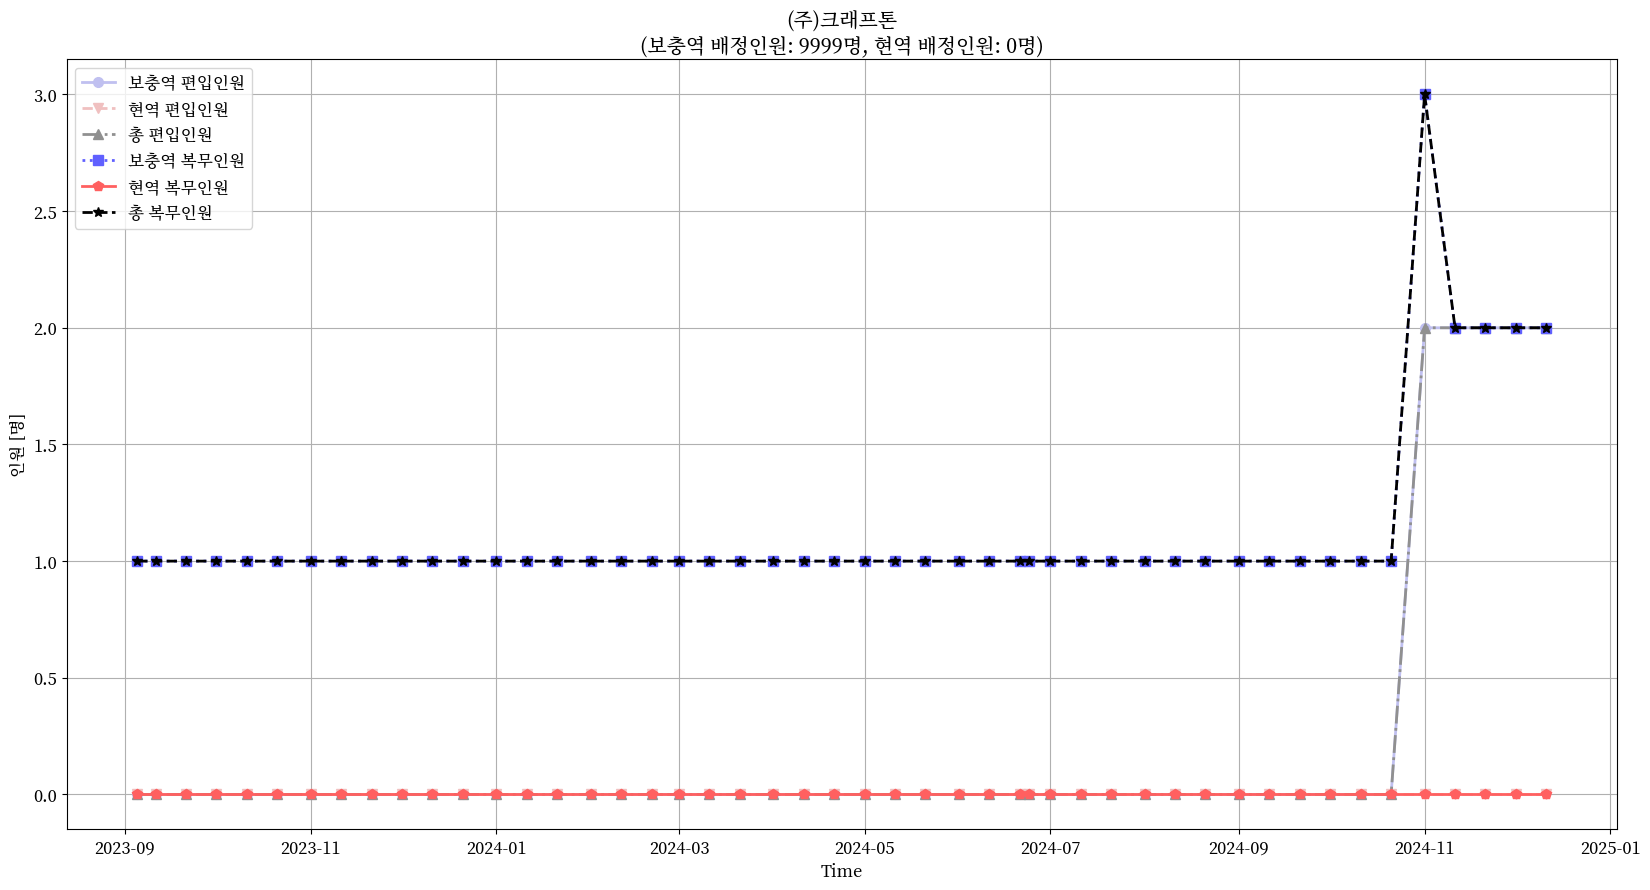 (주)크래프톤
(보충역 배정인원: 9999명, 현역 배정인원: 0명)
보충역 편입인원
현역 편입인원
총 편입인원
보충역 복무인원
현역 복무인원
총 복무인원
3.0
2.5
2.0
1.5
1.0
0.5
0.0
인원 [명]
2023-09
2023-11
2024-01
2024-03
2024-05
2024-07
2024-09
2024-11
2025-01
Time